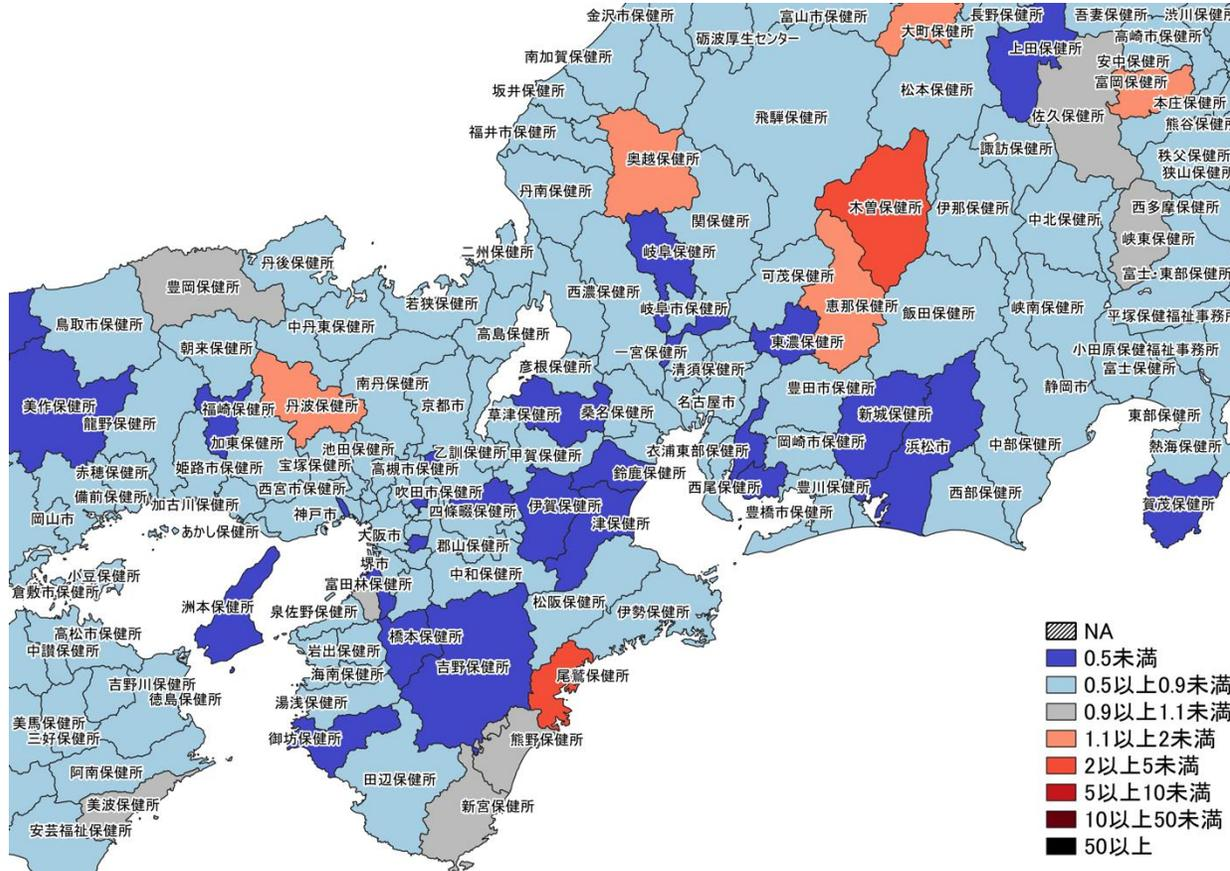 金沢市保健所
富山市保健所
長野保健所
吾妻保健所
渋川保健所
大町保健所
高崎市保健所
砺波厚生センター
上田保健所
南加賀保健所
安中保健所
富岡保健所
坂井保健所
松本保健所
本庄保健所
佐久保健所
飛騨保健所
熊谷保健所
福井市保健所
諏訪保健所
秩父保健所
奥越保健所
狭山保健所
丹南保健所
木曽保健所
伊那保健所
西多摩保健所
中北保健所
関保健所
峡東保健所
二州保健所
岐阜保健所
丹後保健所
可茂保健所
富士・東部保健所
豊岡保健所
西濃保健所
若狭保健所
恵那保健所
岐阜市保健所
飯田保健所
峡南保健所
平塚保健福祉事務所
鳥取市保健所
中丹東保健所
高島保健所
東濃保健所
朝来保健所
一宮保健所
小田原保健福祉事務所
彦根保健所
清須保健所
富士保健所
南丹保健所
豊田市保健所
静岡市
美作保健所
福崎保健所
丹波保健所
京都市
草津保健所
桑名保健所
名古屋市
新城保健所
東部保健所
龍野保健所
加東保健所
岡崎市保健所
浜松市
中部保健所
熱海保健所
池田保健所
乙訓保健所
甲賀保健所
衣浦東部保健所
赤穂保健所
姫路市保健所
宝塚保健所
高槻市保健所
鈴鹿保健所
備前保健所
西宮市保健所
吹田市保健所
西尾保健所
豊川保健所
西部保健所
加古川保健所
伊賀保健所
賀茂保健所
岡山市
神戸市
四條畷保健所
豊橋市保健所
津保健所
あかし保健所
大阪市
郡山保健所
堺市
小豆保健所
中和保健所
倉敷市保健所
富田林保健所
洲本保健所
泉佐野保健所
松阪保健所
伊勢保健所
高松市保健所
橋本保健所
中讃保健所
岩出保健所
吉野保健所
海南保健所
尾鷲保健所
吉野川保健所
徳島保健所
湯浅保健所
美馬保健所
三好保健所
御坊保健所
熊野保健所
阿南保健所
田辺保健所
美波保健所
新宮保健所
安芸福祉保健所
NA
0.5未満
0.5以上0.9未満
0.9以上1.1未満
1.1以上2未満
2以上5未満
5以上10未満
10以上50未満
50以上